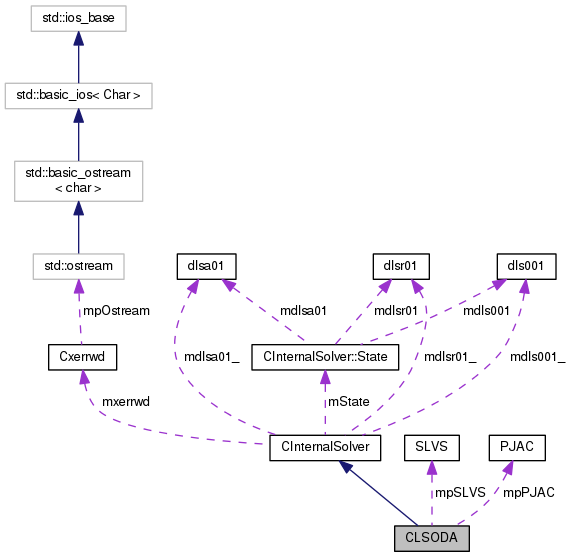 std::ios_base
std::basic_ios< Char >
std::basic_ostream
< char >
std::ostream
dlsa01
dlsr01
dls001
mpOstream
mdlsa01
mdlsr01
mdls001
Cxerrwd
mdlsa01_
CInternalSolver::State
mdlsr01_
mdls001_
mxerrwd
mState
CInternalSolver
SLVS
PJAC
mpSLVS
mpPJAC
CLSODA